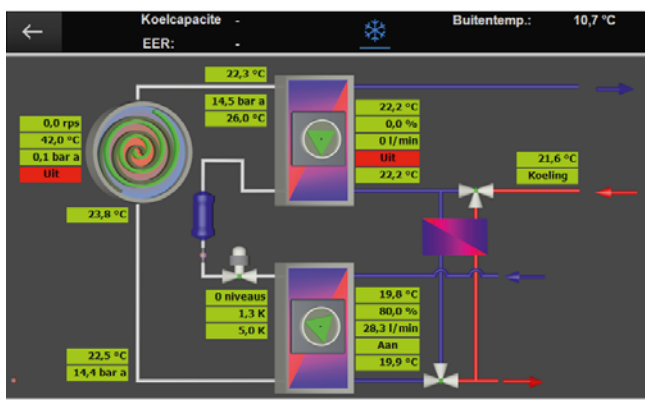 Koelcapacite - Buitentemp.: 10,7 °C
EER: -
22,3 °C
14,5 bar a
26,0 °C
0,0 rps
42,0 °C
0,1 bar a
Uit
22,2 °C
0,0 %
0 l/min
Uit
22,2 °C
21,6 °C
Koeling
23,8 °C
0 niveaus
1,3 K
5,0 K
19,8 °C
80,0 %
28,3 l/min
Aan
19,9 °C
22,5 °C
14,4 bar a